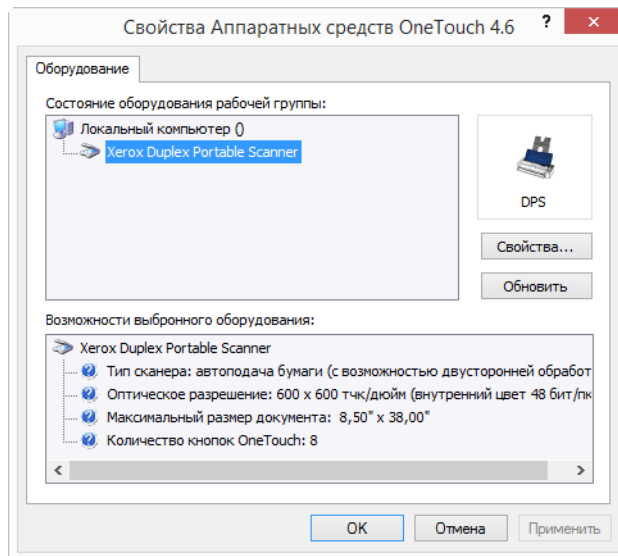 Свойства Аппаратных средств OneTouch 4.6
?
×
Оборудование
Состояние оборудования рабочей группы:
Локальный компьютер ()
Xerox Duplex Portable Scanner
DPS
Свойства...
Обновить
Возможности выбронного оборудования:
Xerox Duplex Portable Scanner
Тип сканера: автоподача бумаги (с возможностью двусторонней обработ
Оптическое разрешение: 600 x 600 тчк/дюйм (внутренний цвет 48 бит/пк
Максимальный размер документа: 8,50" x 38,00"
Количество кнопок OneTouch: 8
OK
Отмена
Применить